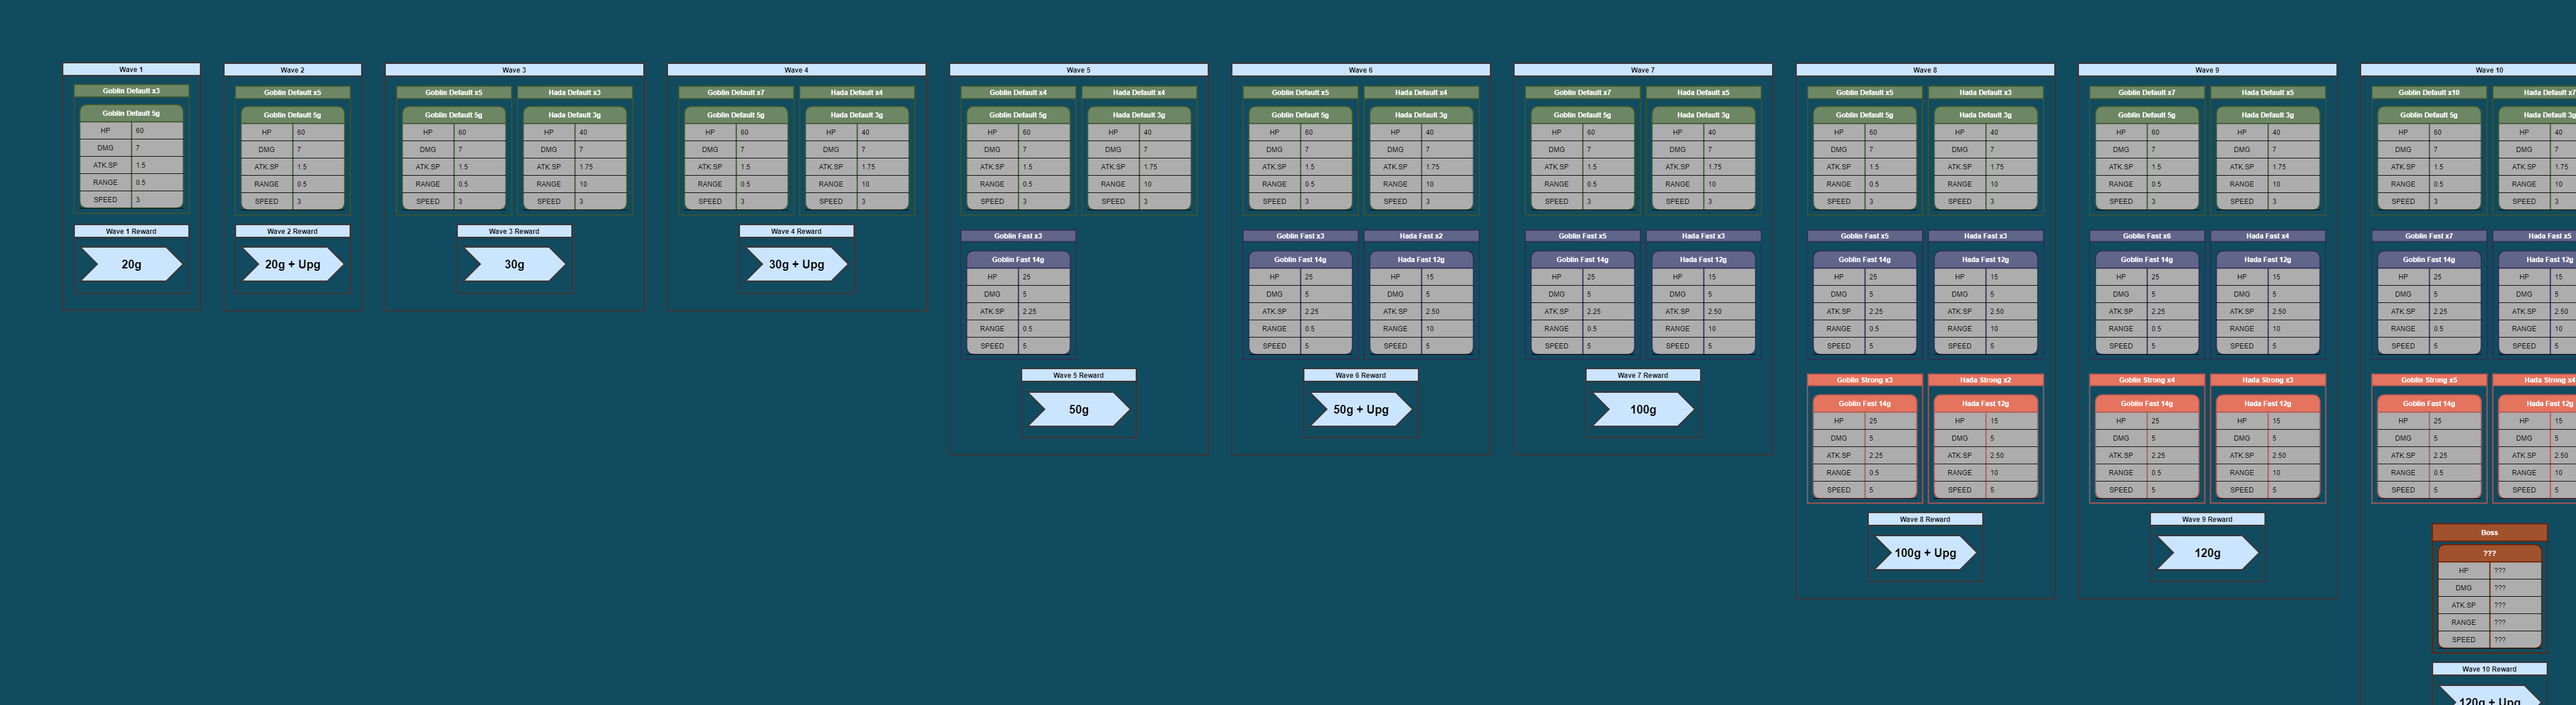 Wave 1
Goblin Default x3
Goblin Default 5g
HP 60
DMG 7
ATK.SP 1.5
RANGE 0.5
SPEED 3
Wave 1 Reward
20g
Wave 2
Goblin Default x5
Goblin Default 5g
HP 60
DMG 7
ATK.SP 1.5
RANGE 0.5
SPEED 3
Wave 2 Reward
20g + Upg
Wave 3
Goblin Default x5
Goblin Default 5g
HP 60
DMG 7
ATK.SP 1.5
RANGE 0.5
SPEED 3
Hada Default x3
Hada Default 3g
HP 40
DMG 7
ATK.SP 1.75
RANGE 10
SPEED 3
Wave 3 Reward
30g
Wave 4
Goblin Default x7
Goblin Default 5g
HP 60
DMG 7
ATK.SP 1.5
RANGE 0.5
SPEED 3
Hada Default x4
Hada Default 3g
HP 40
DMG 7
ATK.SP 1.75
RANGE 10
SPEED 3
Wave 4 Reward
30g + Upg
Wave 5
Goblin Default x4
Goblin Default 5g
HP 60
DMG 7
ATK.SP 1.5
RANGE 0.5
SPEED 3
Hada Default x4
Hada Default 3g
HP 40
DMG 7
ATK.SP 1.75
RANGE 10
SPEED 3
Goblin Fast x3
Goblin Fast 14g
HP 25
DMG 5
ATK.SP 2.25
RANGE 0.5
SPEED 5
Wave 5 Reward
50g
Wave 6
Goblin Default x5
Goblin Default 5g
HP 60
DMG 7
ATK.SP 1.5
RANGE 0.5
SPEED 3
Hada Default x4
Hada Default 3g
HP 40
DMG 7
ATK.SP 1.75
RANGE 10
SPEED 3
Goblin Fast x3
Goblin Fast 14g
HP 25
DMG 5
ATK.SP 2.25
RANGE 0.5
SPEED 5
Hada Fast x2
Hada Fast 12g
HP 15
DMG 5
ATK.SP 2.50
RANGE 10
SPEED 5
Wave 6 Reward
50g + Upg
Wave 7
Goblin Default x7
Goblin Default 5g
HP 60
DMG 7
ATK.SP 1.5
RANGE 0.5
SPEED 3
Hada Default x5
Hada Default 3g
HP 40
DMG 7
ATK.SP 1.75
RANGE 10
SPEED 3
Goblin Fast x5
Goblin Fast 14g
HP 25
DMG 5
ATK.SP 2.25
RANGE 0.5
SPEED 5
Hada Fast x3
Hada Fast 12g
HP 15
DMG 5
ATK.SP 2.50
RANGE 10
SPEED 5
Wave 7 Reward
100g
Wave 8
Goblin Default x5
Goblin Default 5g
HP 60
DMG 7
ATK.SP 1.5
RANGE 0.5
SPEED 3
Hada Default x3
Hada Default 3g
HP 40
DMG 7
ATK.SP 1.75
RANGE 10
SPEED 3
Goblin Fast x5
Goblin Fast 14g
HP 25
DMG 5
ATK.SP 2.25
RANGE 0.5
SPEED 5
Hada Fast x3
Hada Fast 12g
HP 15
DMG 5
ATK.SP 2.50
RANGE 10
SPEED 5
Goblin Strong x3
Goblin Fast 14g
HP 25
DMG 5
ATK.SP 2.25
RANGE 0.5
SPEED 5
Hada Strong x2
Hada Fast 12g
HP 15
DMG 5
ATK.SP 2.50
RANGE 10
SPEED 5
Wave 8 Reward
100g + Upg
Wave 9
Goblin Default x7
Goblin Default 5g
HP 60
DMG 7
ATK.SP 1.5
RANGE 0.5
SPEED 3
Hada Default x5
Hada Default 3g
HP 40
DMG 7
ATK.SP 1.75
RANGE 10
SPEED 3
Goblin Fast x6
Goblin Fast 14g
HP 25
DMG 5
ATK.SP 2.25
RANGE 0.5
SPEED 5
Hada Fast x4
Hada Fast 12g
HP 15
DMG 5
ATK.SP 2.50
RANGE 10
SPEED 5
Goblin Strong x4
Goblin Fast 14g
HP 25
DMG 5
ATK.SP 2.25
RANGE 0.5
SPEED 5
Hada Strong x3
Hada Fast 12g
HP 15
DMG 5
ATK.SP 2.50
RANGE 10
SPEED 5
Wave 9 Reward
120g
Wave 10
Goblin Default x10
Goblin Default 5g
HP 60
DMG 7
ATK.SP 1.5
RANGE 0.5
SPEED 3
Hada Default x7
Hada Default 3g
HP 40
DMG 7
ATK.SP 1.75
RANGE 10
SPEED 3
Goblin Fast x7
Goblin Fast 14g
HP 25
DMG 5
ATK.SP 2.25
RANGE 0.5
SPEED 5
Hada Fast x5
Hada Fast 12g
HP 15
DMG 5
ATK.SP 2.50
RANGE 10
SPEED 5
Goblin Strong x5
Goblin Fast 14g
HP 25
DMG 5
ATK.SP 2.25
RANGE 0.5
SPEED 5
Hada Strong x4
Hada Fast 12g
HP 15
DMG 5
ATK.SP 2.50
RANGE 10
SPEED 5
Boss
???
HP ???
DMG ???
ATK.SP ???
RANGE ???
SPEED ???
Wave 10 Reward
120g + Upg